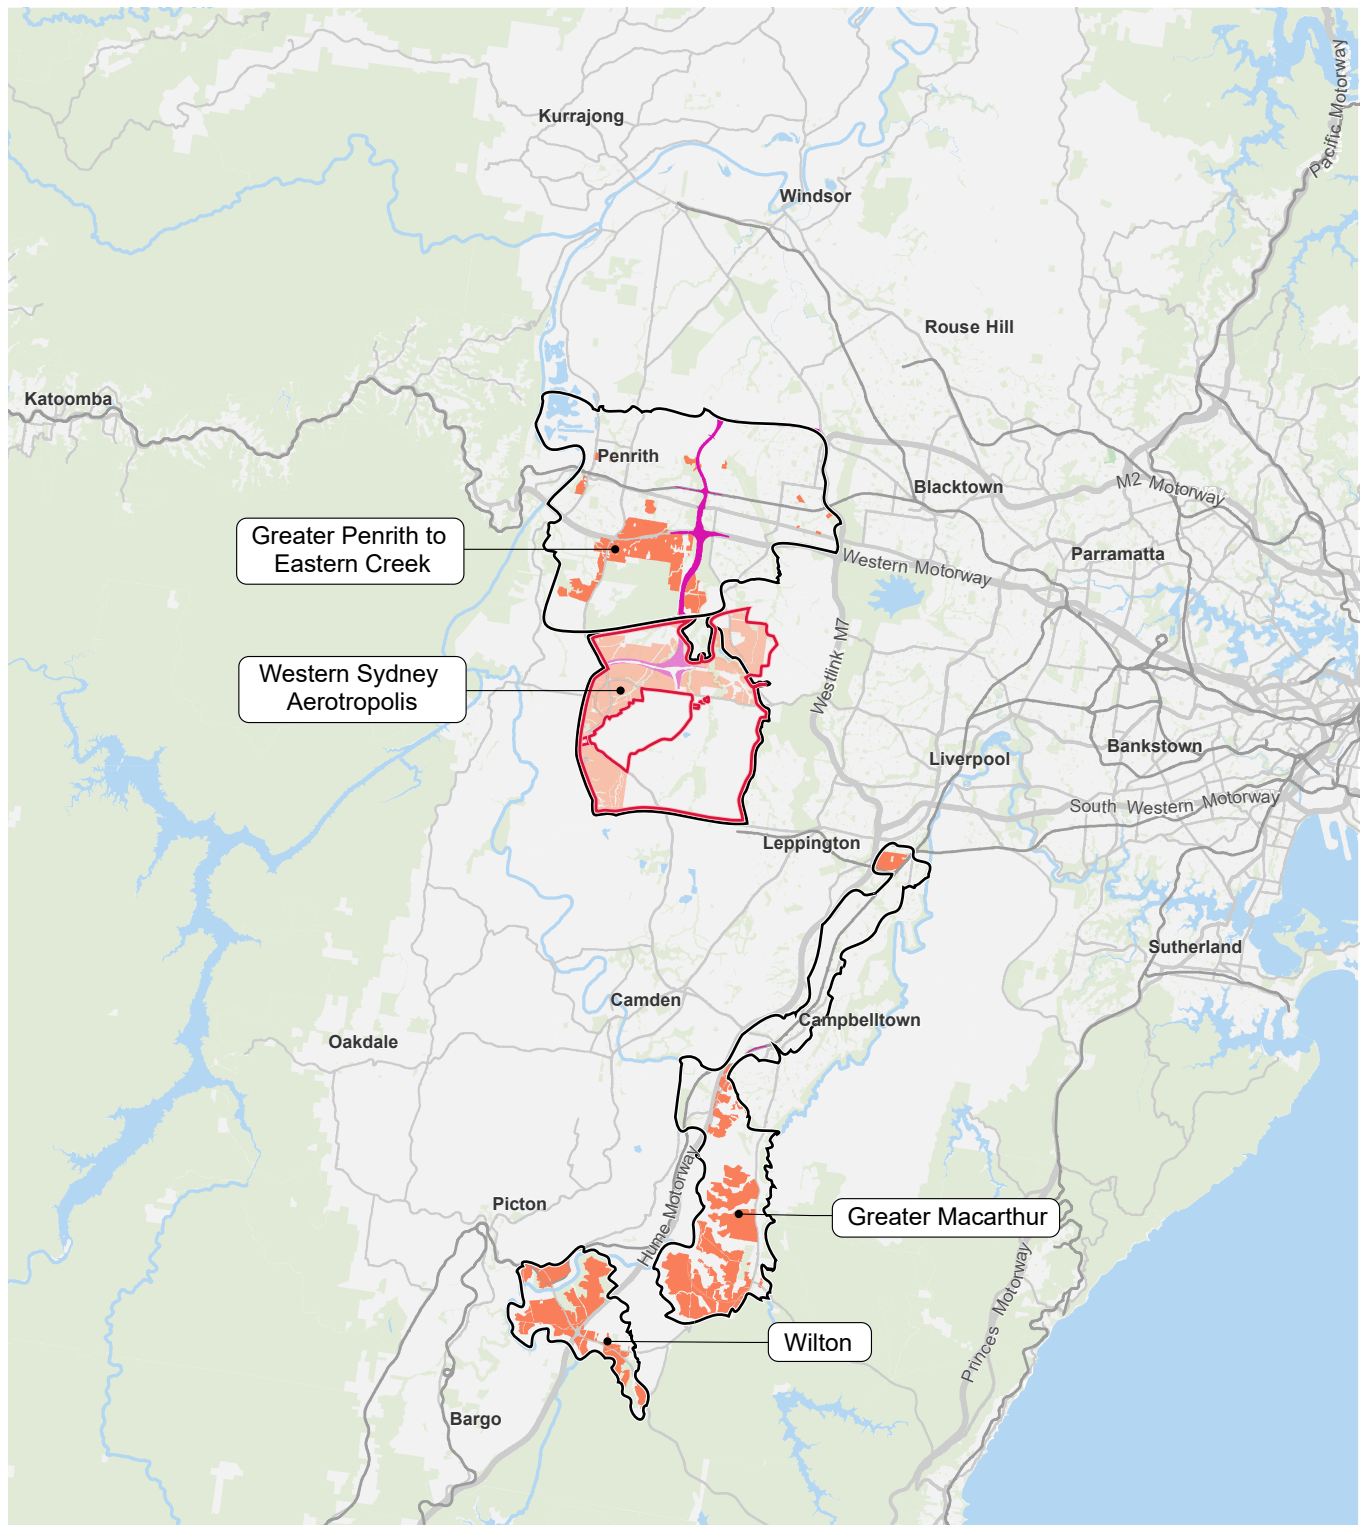 Pacific Motorway
Kurrajong
Windsor
Rouse Hill
Katoomba
Penrith
Blacktown
M2 Motorway
Greater Penrith to
Eastern Creek
Parramatta
Western Motorway
Westlink M7
Western Sydney
Aerotropolis
Bankstown
Liverpool
South Western Motorway
Leppington
Sutherland
Camden
Campbelltown
Oakdale
Hume Motorway
Picton
Greater Macarthur
Princes Motorway
Wilton
Bargo